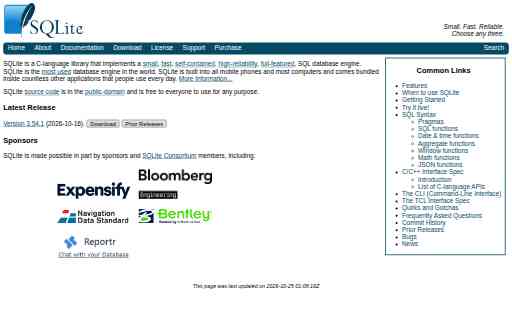 SQLite
Small. Fast. Reliable.
Choose any three.
Home About Documentation Download License Support Purchase Search
SQLite is a C-language library that implements a small, fast, self-contained, high-reliability, full-featured, SQL database engine.
SQLite is the most used database engine in the world. SQLite is built into all mobile phones and most computers and comes bundled
inside countless other applications that people use every day. More Information...
SQLite source code is in the public-domain and is free to everyone to use for any purpose.
Latest Release
Version 3.54.1 (2026-10-16). Download Prior Releases
Sponsors
SQLite is made possible in part by sponsors and SQLite Consortium members, including:
Expensify
Bloomberg
Engineering
Navigation
Data Standard
Bentley
Reportr
Chat with your Database
Common Links
Features
When to use SQLite
Getting Started
Try it live!
SQL Syntax
Pragmas
SQL functions
Date & time functions
Aggregate functions
Window functions
Math functions
JSON functions
C/C++ Interface Spec
Introduction
List of C-language APIs
The CLI (Command-Line Interface)
The TCL Interface Spec
Quirks and Gotchas
Frequently Asked Questions
Commit History
Prior Releases
Bugs
News
This page was last updated on 2026-10-25 01:09:10Z